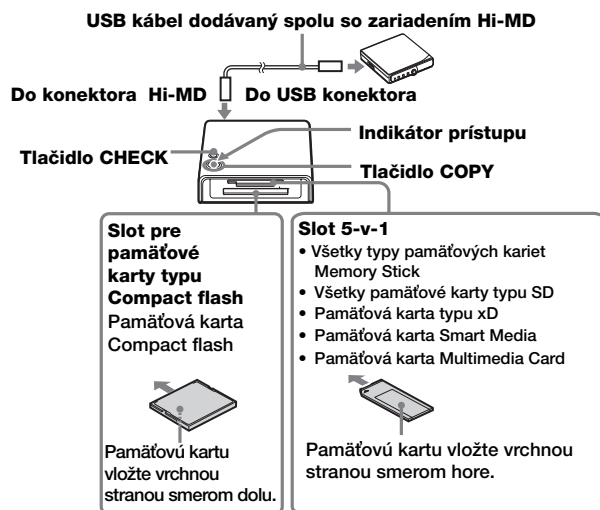 USB kábel dodávaný spolu so zariadením Hi-MD
Do konektora Hi-MD
Do USB konektora
Indikátor prístupu
Tlačidlo CHECK
Tlačidlo COPY
Slot pre
pamäťové
karty typu
Compact flash
Pamäťová karta
Compact flash
Pamäťovú kartu
vložte vrchnou
stranou smerom dolu.
Slot 5-v-1
• Všetky typy pamäťových kariet
Memory Stick
• Všetky pamäťové karty typu SD
• Pamäťová karta typu xD
• Pamäťová karta Smart Media
• Pamäťová karta Multimedia Card
Pamäťovú kartu vložte vrchnou
stranou smerom hore.